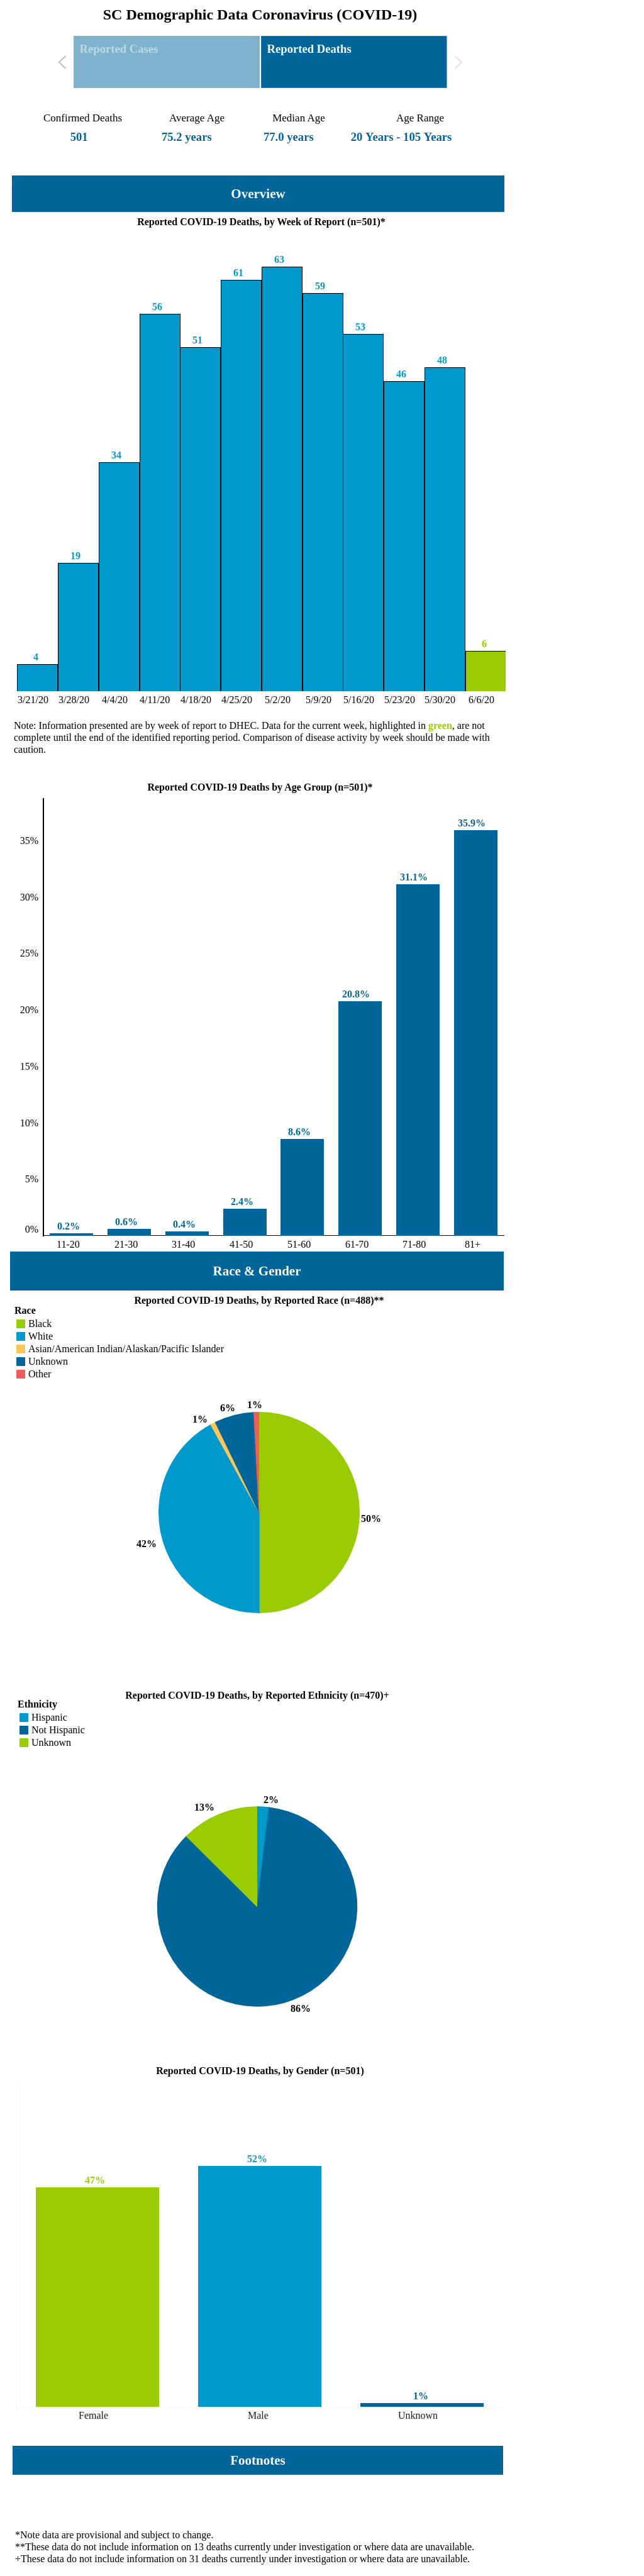 SC Demographic Data Coronavirus (COVID-19)
Reported Cases
Reported Deaths
Confirmed Deaths Average Age Median Age Age Range
501 75.2 years 77.0 years 20 Years - 105 Years
Overview
Reported COVID-19 Deaths, by Week of Report (n=501)*
63
61
59
56
53
51
48
46
34
19
4
6
3/21/20 3/28/20 4/4/20 4/11/20 4/18/20 4/25/20 5/2/20 5/9/20 5/16/20 5/23/20 5/30/20 6/6/20
Note: Information presented are by week of report to DHEC. Data for the current week, highlighted in green, are not
complete until the end of the identified reporting period. Comparison of disease activity by week should be made with
caution.
Reported COVID-19 Deaths by Age Group (n=501)*
35%
30%
25%
20%
15%
10%
5%
0%
0.2% 0.6% 0.4% 2.4% 8.6% 20.8% 31.1% 35.9%
11-20 21-30 31-40 41-50 51-60 61-70 71-80 81+
Race & Gender
Reported COVID-19 Deaths, by Reported Race (n=488)**
Race
Black
White
Asian/American Indian/Alaskan/Pacific Islander
Unknown
Other
1%
6%
1%
50%
42%
Reported COVID-19 Deaths, by Reported Ethnicity (n=470)+
Ethnicity
Hispanic
Not Hispanic
Unknown
2%
13%
86%
Reported COVID-19 Deaths, by Gender (n=501)
52%
47%
1%
Female Male Unknown
Footnotes
*Note data are provisional and subject to change.
**These data do not include information on 13 deaths currently under investigation or where data are unavailable.
+These data do not include information on 31 deaths currently under investigation or where data are unavailable.